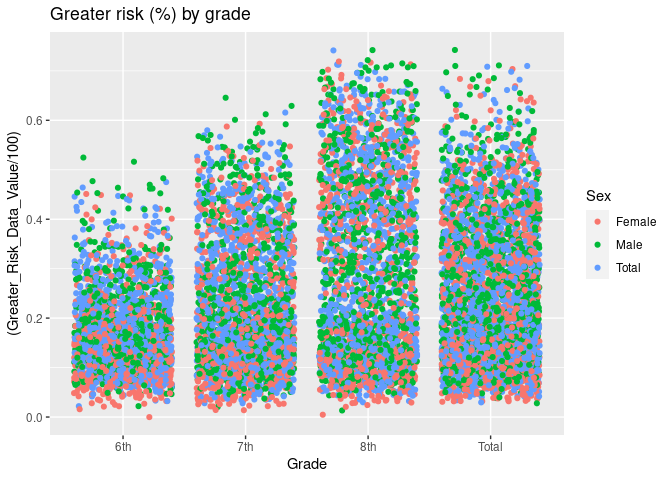 Greater risk (%) by grade
(Greater_Risk_Data_Value/100)
0.6
0.4
0.2
0.0
6th
7th
8th
Total
Grade
Sex
Female
Male
Total